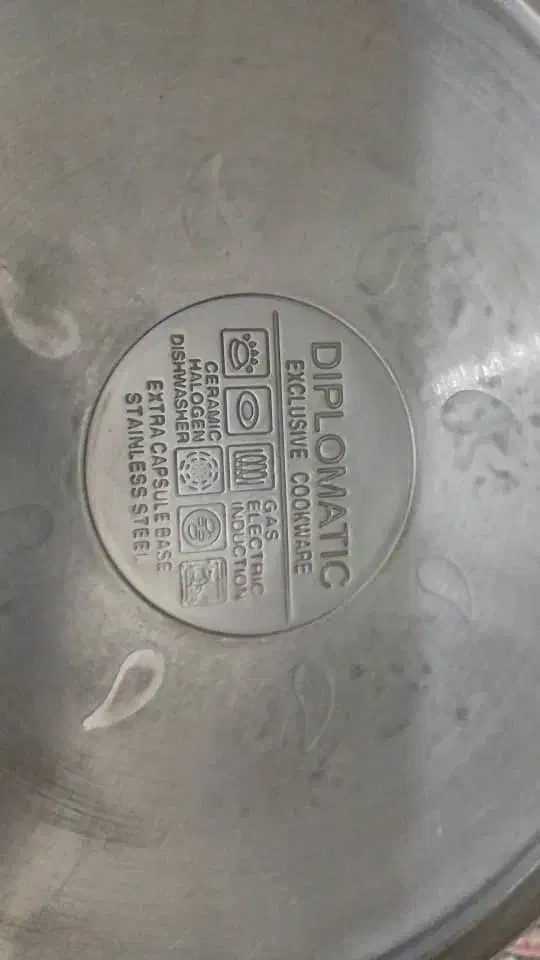 DIPLOMATIC
EXCLUSIVE COOKWARE
GAS
ELECTRIC
INDUCTION
CERAMIC
HALOGEN
DISHWASHER
EXTRA CAPSULE BASE
STAINLESS STEEL